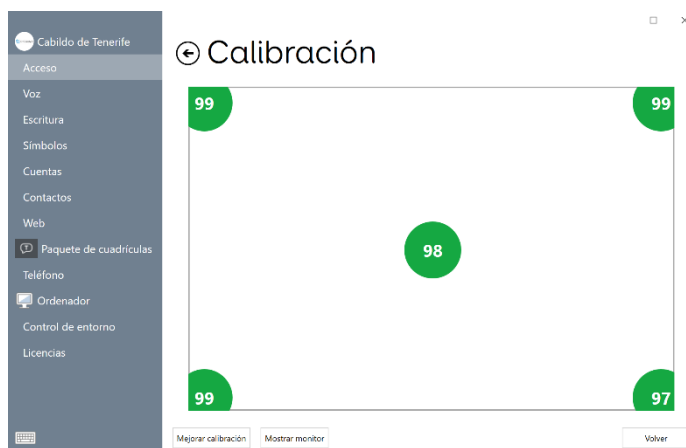 Cabildo de Tenerife
Acceso
Voz
Escritura
Símbolos
Cuentas
Contactos
Web
Paquete de cuadrículas
Teléfono
Ordenador
Control de entorno
Licencias
Calibración
99
99
98
99
97
Mejorar calibración
Mostrar monitor
Volver